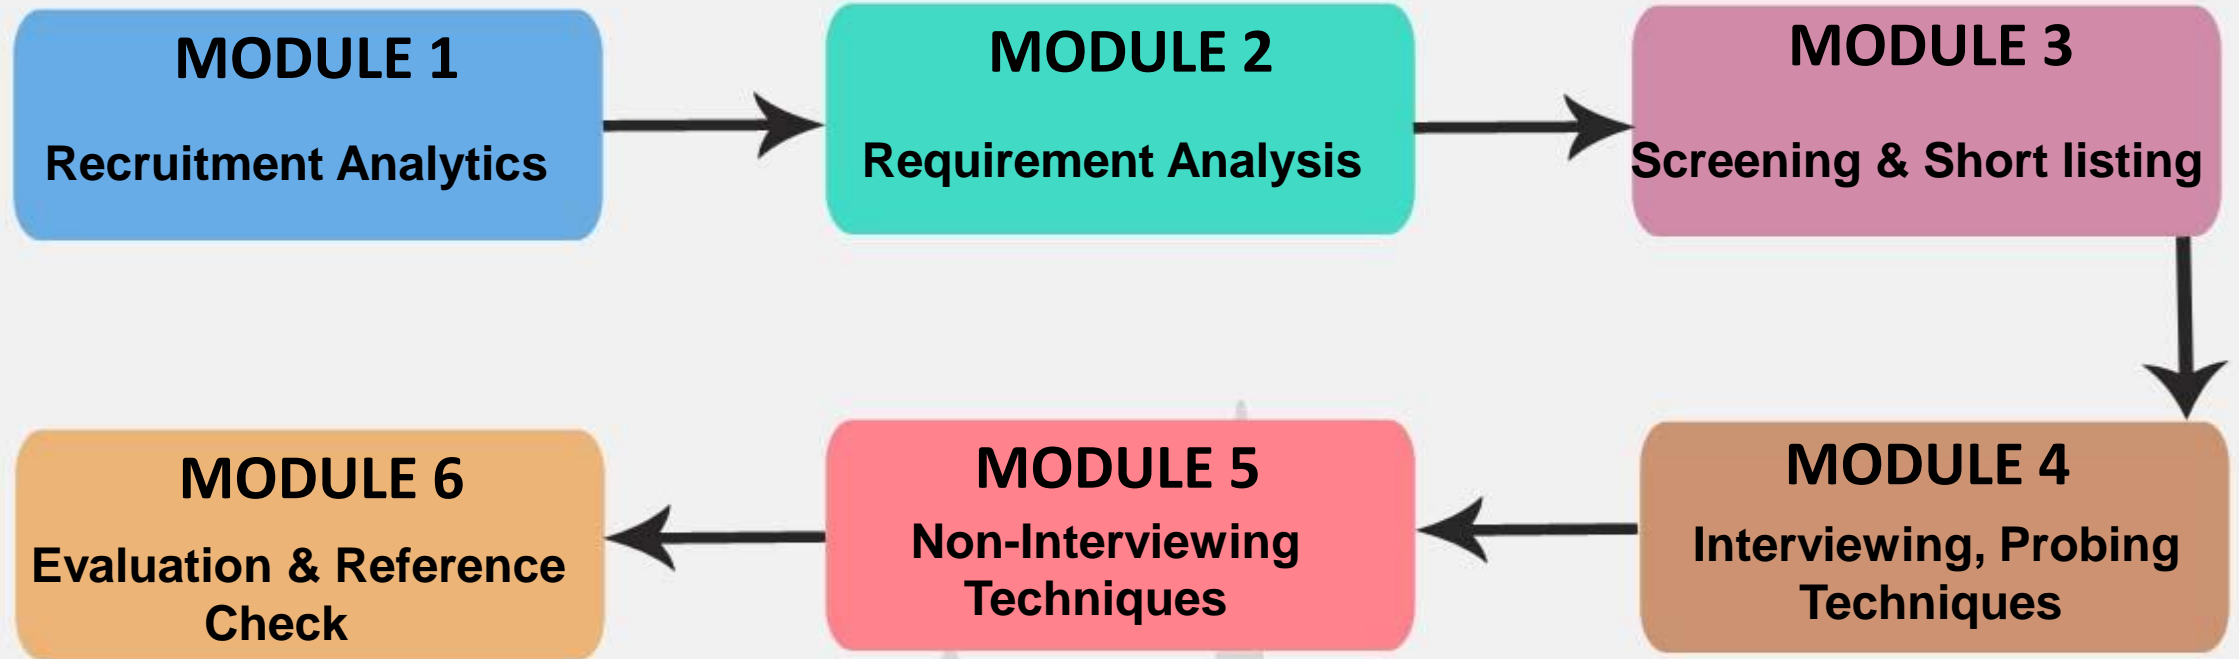 MODULE 1
Recruitment Analytics
MODULE 2
Requirement Analysis
MODULE 3
Screening & Short listing
MODULE 4
Interviewing, Probing
Techniques
MODULE 5
Non-Interviewing
Techniques
MODULE 6
Evaluation & Reference
Check